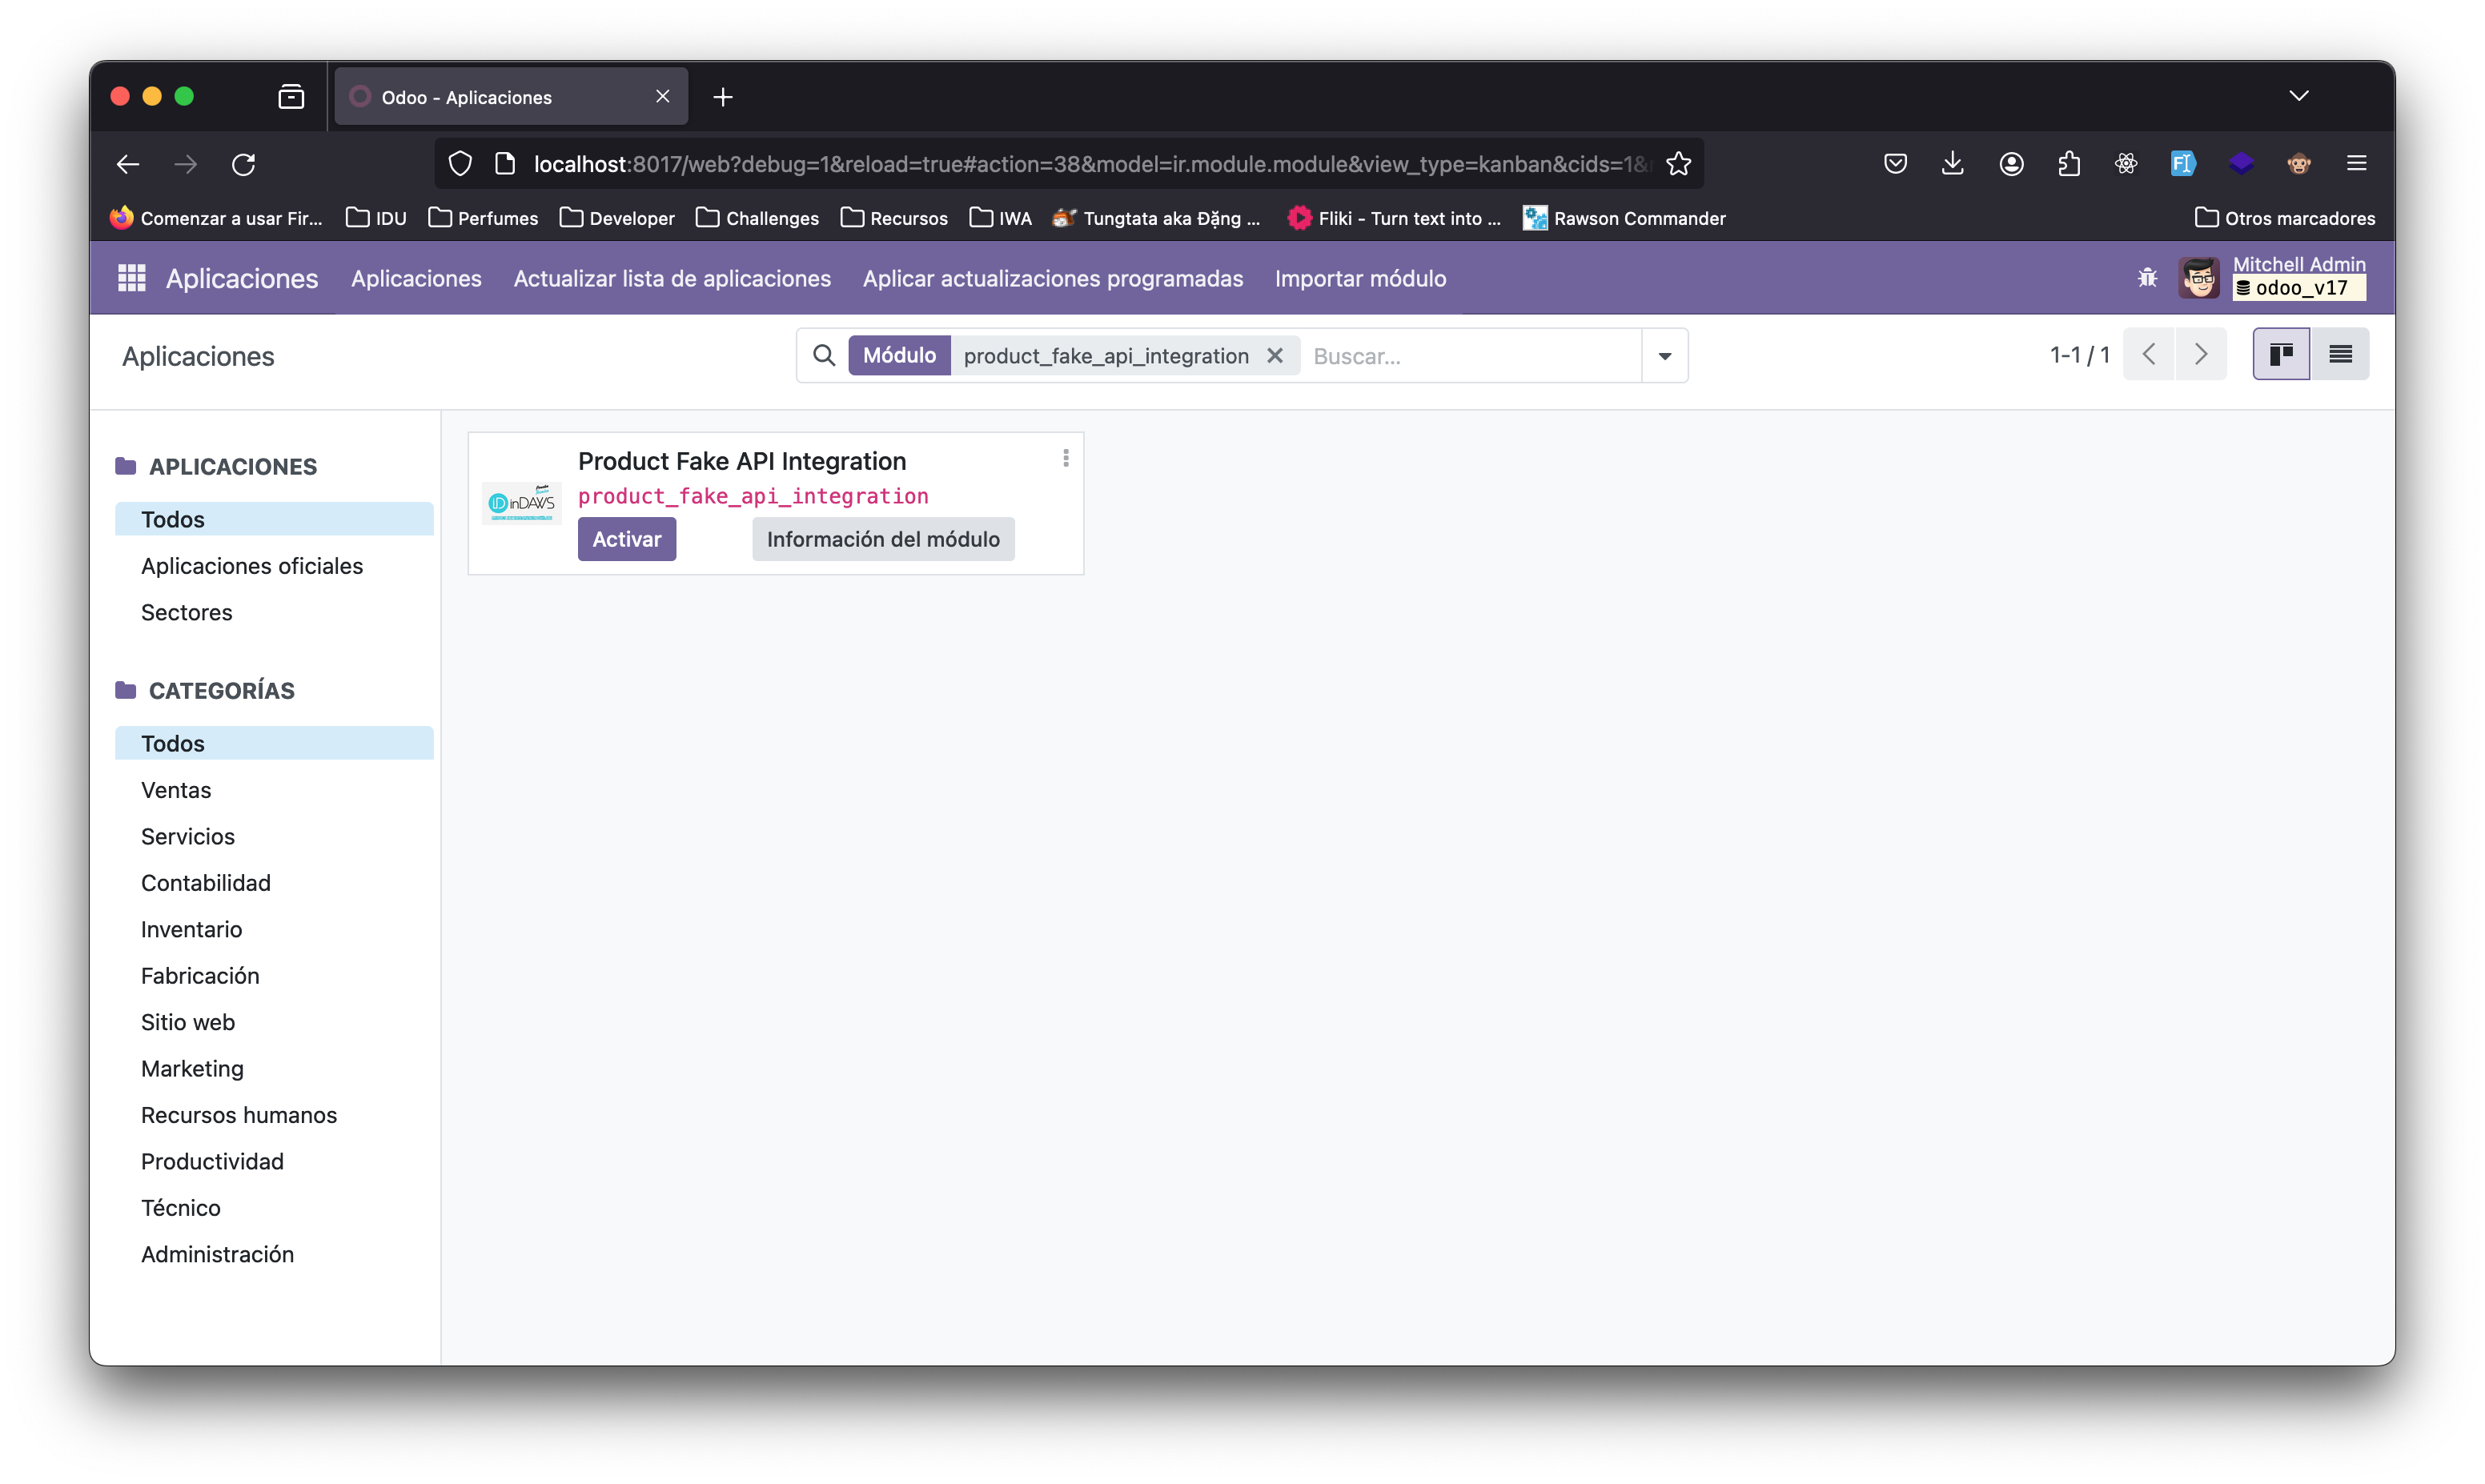 Odoo - Aplicaciones
localhost:8017/web?debug=1&reload=true#action=38&model=ir.module.module&view_type=kanban&cids=1&
Comenzar a usar Fir... IDU Perfumes Developer Challenges Recursos IWA Tungtata aka Đặng ... Fliki - Turn text into ... Rawson Commander Otros marcadores
Aplicaciones Aplicaciones Actualizar lista de aplicaciones Aplicar actualizaciones programadas Importar módulo Mitchell Admin
odoo_v17
Aplicaciones Módulo product_fake_api_integration Buscar... 1-1 / 1
APLICACIONES
Todos
Aplicaciones oficiales
Sectores
CATEGORÍAS
Todos
Ventas
Servicios
Contabilidad
Inventario
Fabricación
Sitio web
Marketing
Recursos humanos
Productividad
Técnico
Administración
Product Fake API Integration
product_fake_api_integration
inDAWS
Activar Información del módulo